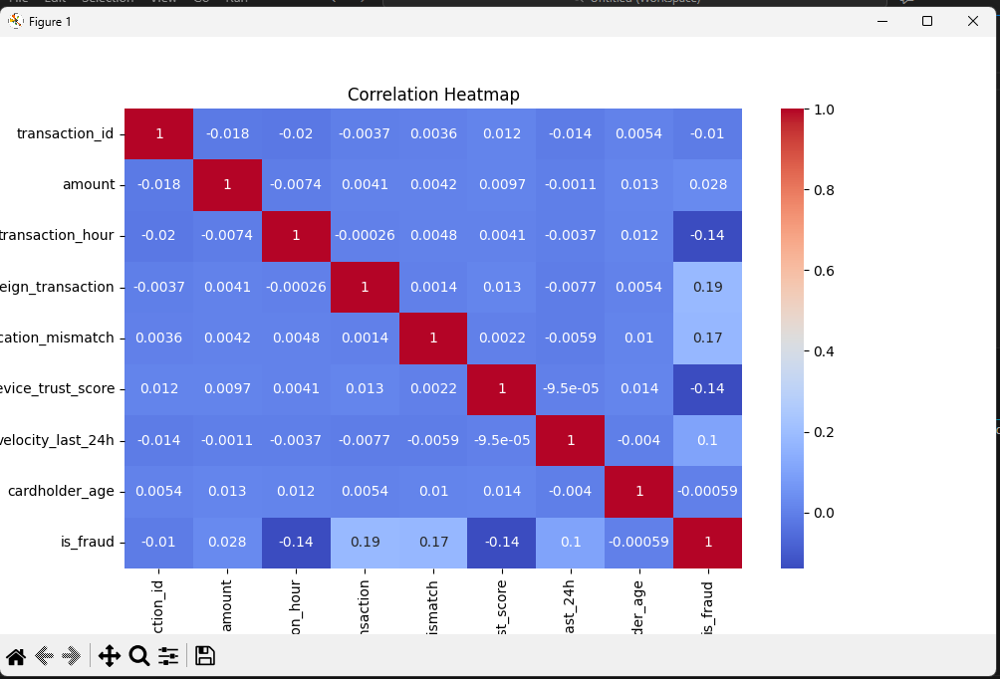 Figure 1
Correlation Heatmap
transaction_id 1 -0.018 -0.02 -0.0037 0.0036 0.012 -0.014 0.0054 -0.01
amount -0.018 1 -0.0074 0.0041 0.0042 0.0097 -0.0011 0.013 0.028
transaction_hour -0.02 -0.0074 1 -0.00026 0.0048 0.0041 -0.0037 0.012 -0.14
eign_transaction -0.0037 0.0041 -0.00026 1 0.0014 0.013 -0.0077 0.0054 0.19
cation_mismatch 0.0036 0.0042 0.0048 0.0014 1 0.0022 -0.0059 0.01 0.17
evice_trust_score 0.012 0.0097 0.0041 0.013 0.0022 1 -9.5e-05 0.014 -0.14
velocity_last_24h -0.014 -0.0011 -0.0037 -0.0077 -0.0059 -9.5e-05 1 -0.004 0.1
cardholder_age 0.0054 0.013 0.012 0.0054 0.01 0.014 -0.004 1 -0.00059
is_fraud -0.01 0.028 -0.14 0.19 0.17 -0.14 0.1 -0.00059 1
ction_id amount on_hour nsaction ismatch st_score ast_24h der_age is_fraud
1.0
0.8
0.6
0.4
0.2
0.0